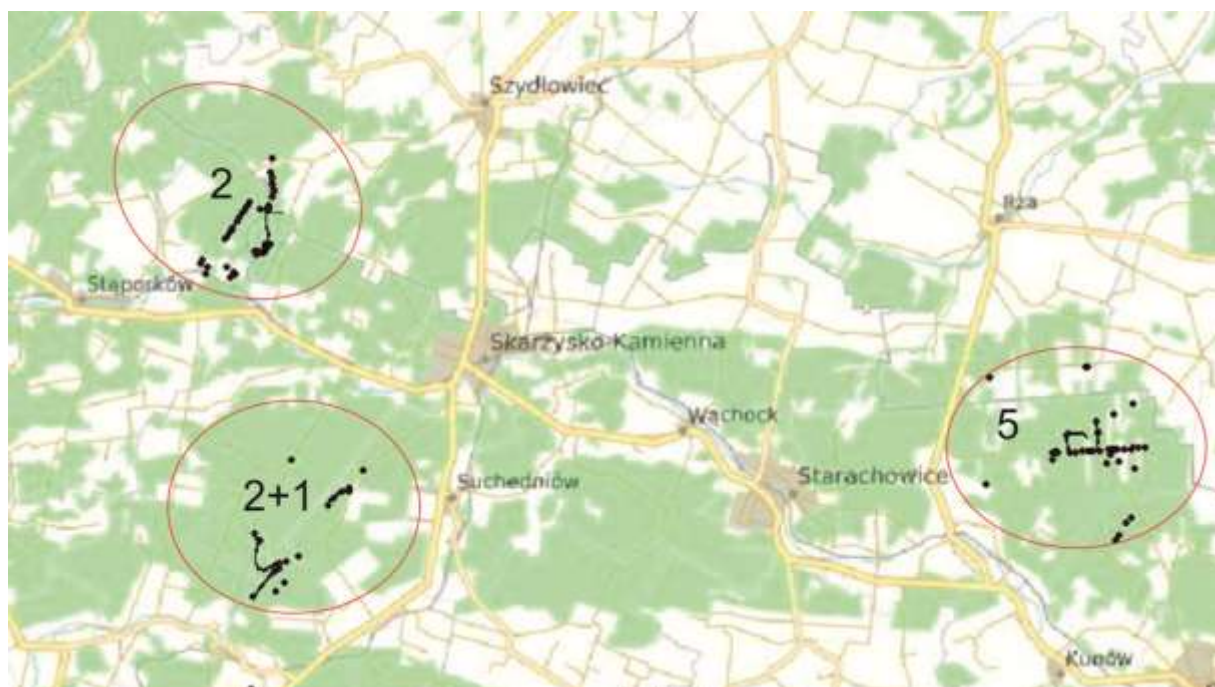 Szydłowiec
2
Iłża
Stąporków
Skarżysko-Kamienna
5
Wąchock
2+1
Suchedniów
Starachowice
Kunów